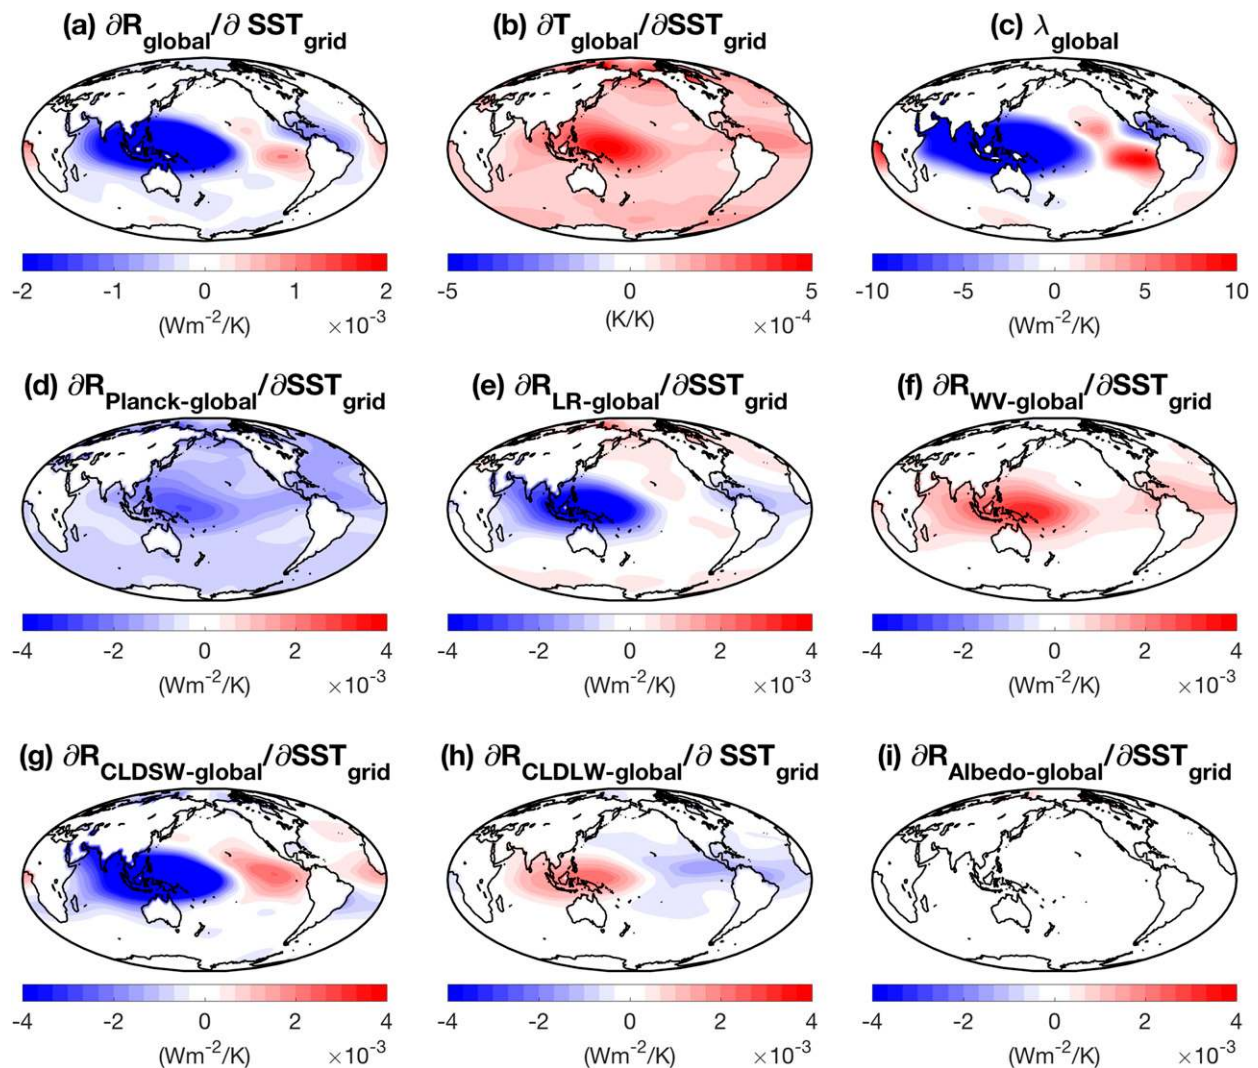 (a) ∂R_global/∂ SST_grid
(b) ∂T_global/∂SST_grid
(c) λ_global
-2 -1 0 1 2
(Wm⁻²/K) ×10⁻³
-5 0 5
(K/K) ×10⁻⁴
-10 -5 0 5 10
(Wm⁻²/K)
(d) ∂R_Planck-global/∂SST_grid
(e) ∂R_LR-global/∂SST_grid
(f) ∂R_WV-global/∂SST_grid
-4 -2 0 2 4
(Wm⁻²/K) ×10⁻³
-4 -2 0 2 4
(Wm⁻²/K) ×10⁻³
-4 -2 0 2 4
(Wm⁻²/K) ×10⁻³
(g) ∂R_CLDSW-global/∂SST_grid
(h) ∂R_CLDLW-global/∂ SST_grid
(i) ∂R_Albedo-global/∂SST_grid
-4 -2 0 2 4
(Wm⁻²/K) ×10⁻³
-4 -2 0 2 4
(Wm⁻²/K) ×10⁻³
-4 -2 0 2 4
(Wm⁻²/K) ×10⁻³